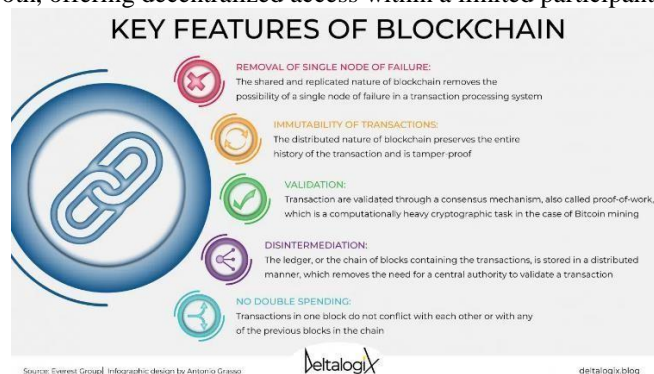 oth, offering decentralized access within a limited participant
KEY FEATURES OF BLOCKCHAIN
REMOVAL OF SINGLE NODE OF FAILURE:
The shared and replicated nature of blockchain removes the
possibility of a single node of failure in a transaction processing system
IMMUTABILITY OF TRANSACTIONS:
The distributed nature of blockchain preserves the entire
history of the transaction and is tamper-proof
VALIDATION:
Transaction are validated through a consensus mechanism, also called proof-of-work,
which is a computationally heavy cryptographic task in the case of Bitcoin mining
DISINTERMEDIATION:
The ledger, or the chain of blocks containing the transactions, is stored in a distributed
manner, which removes the need for a central authority to validate a transaction
NO DOUBLE SPENDING:
Transactions in one block do not conflict with each other or with any
of the previous blocks in the chain
Source: Everest Group| Infographic design by Antonio Grasso
DeltalogiX
deltalogix.blog